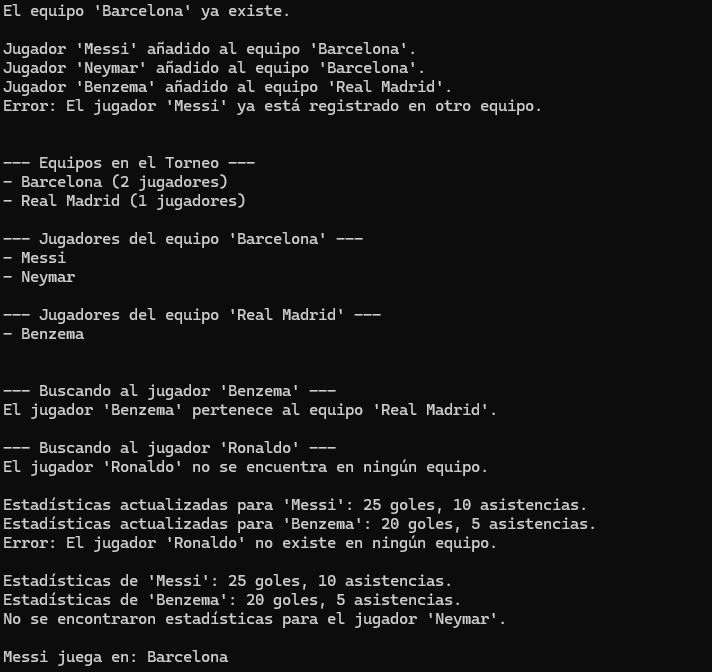 El equipo 'Barcelona' ya existe.
Jugador 'Messi' añadido al equipo 'Barcelona'.
Jugador 'Neymar' añadido al equipo 'Barcelona'.
Jugador 'Benzema' añadido al equipo 'Real Madrid'.
Error: El jugador 'Messi' ya está registrado en otro equipo.
--- Equipos en el Torneo ---
- Barcelona (2 jugadores)
- Real Madrid (1 jugadores)
--- Jugadores del equipo 'Barcelona' ---
- Messi
- Neymar
--- Jugadores del equipo 'Real Madrid' ---
- Benzema
--- Buscando al jugador 'Benzema' ---
El jugador 'Benzema' pertenece al equipo 'Real Madrid'.
--- Buscando al jugador 'Ronaldo' ---
El jugador 'Ronaldo' no se encuentra en ningún equipo.
Estadísticas actualizadas para 'Messi': 25 goles, 10 asistencias.
Estadísticas actualizadas para 'Benzema': 20 goles, 5 asistencias.
Error: El jugador 'Ronaldo' no existe en ningún equipo.
Estadísticas de 'Messi': 25 goles, 10 asistencias.
Estadísticas de 'Benzema': 20 goles, 5 asistencias.
No se encontraron estadísticas para el jugador 'Neymar'.
Messi juega en: Barcelona